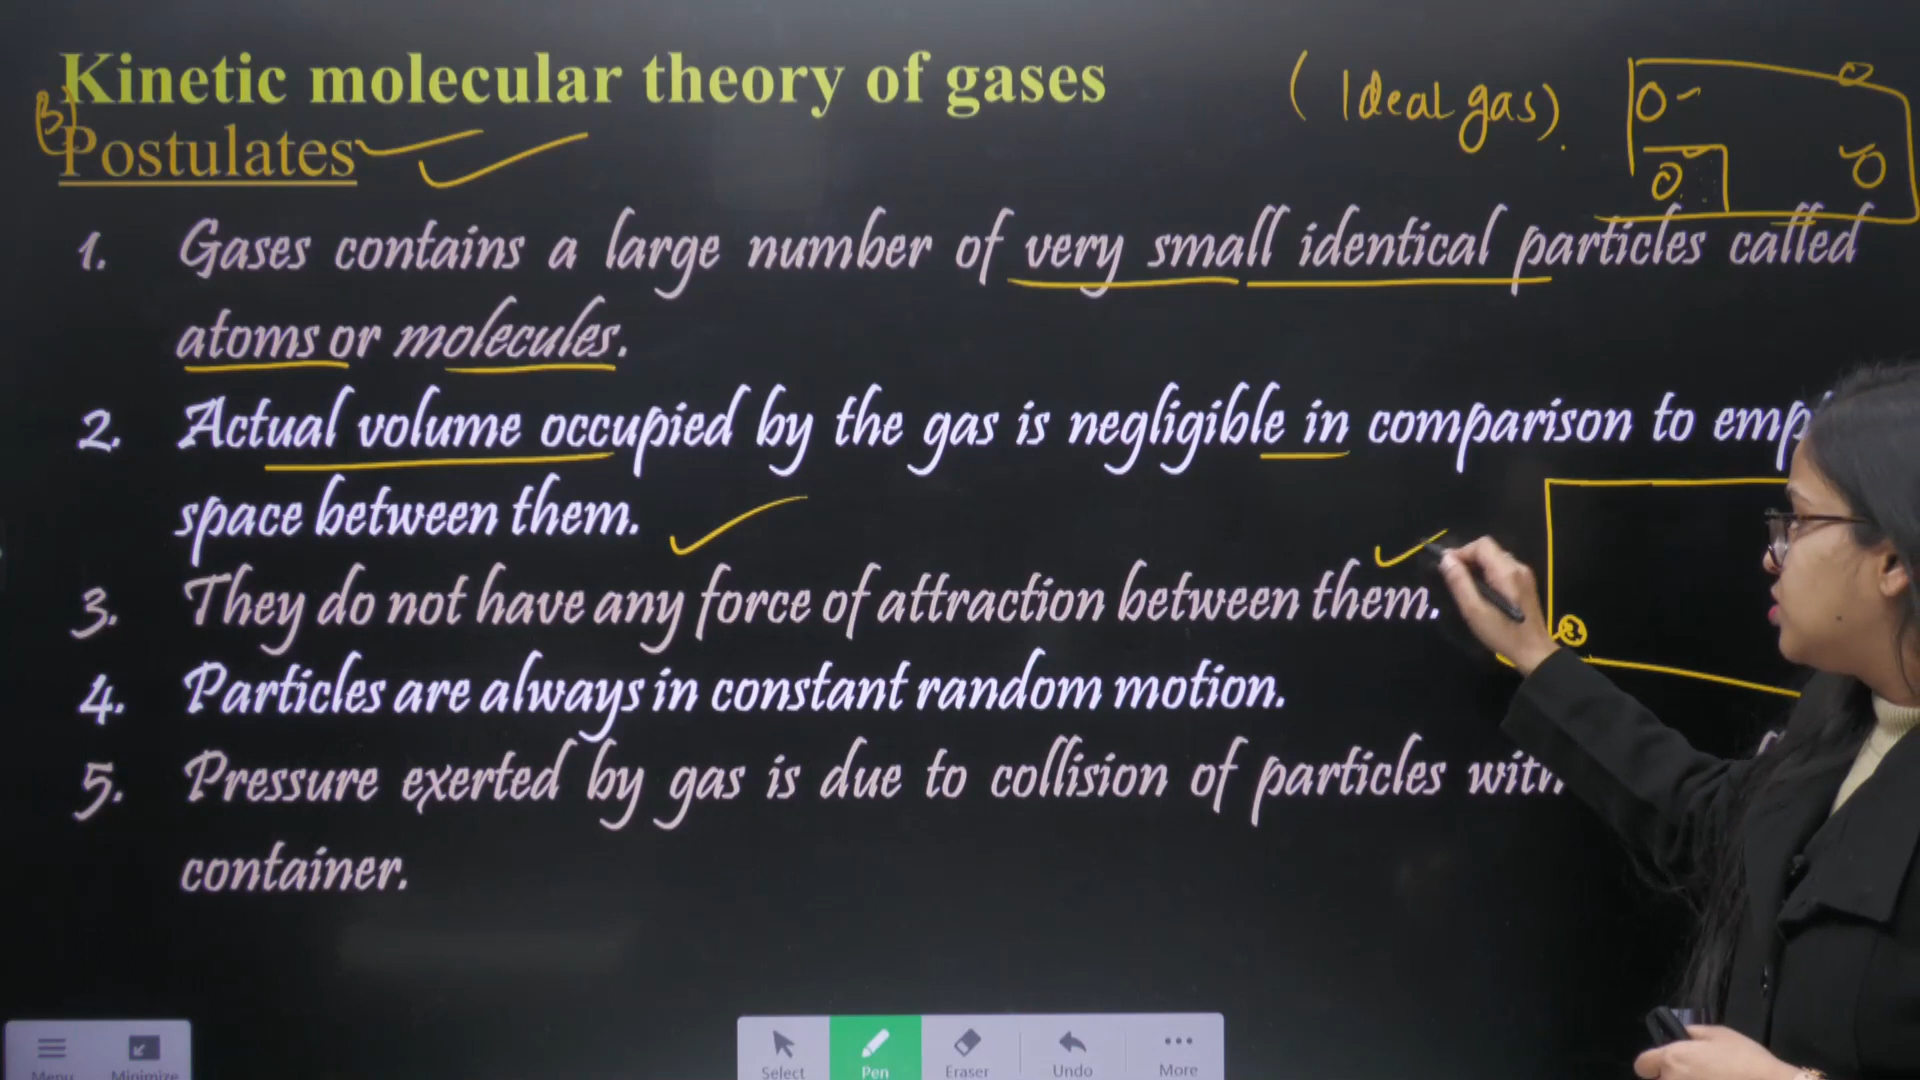 Kinetic molecular theory of gases
(Ideal gas).
Postulates
1. Gases contains a large number of very small identical particles called
atoms or molecules.
2. Actual volume occupied by the gas is negligible in comparison to
space between them.
3. They do not have any force of attraction between them.
4. Particles are always in constant random motion.
5. Pressure exerted by gas is due to collision of particles with
container.
Menu Minimize Select Pen Eraser Undo More